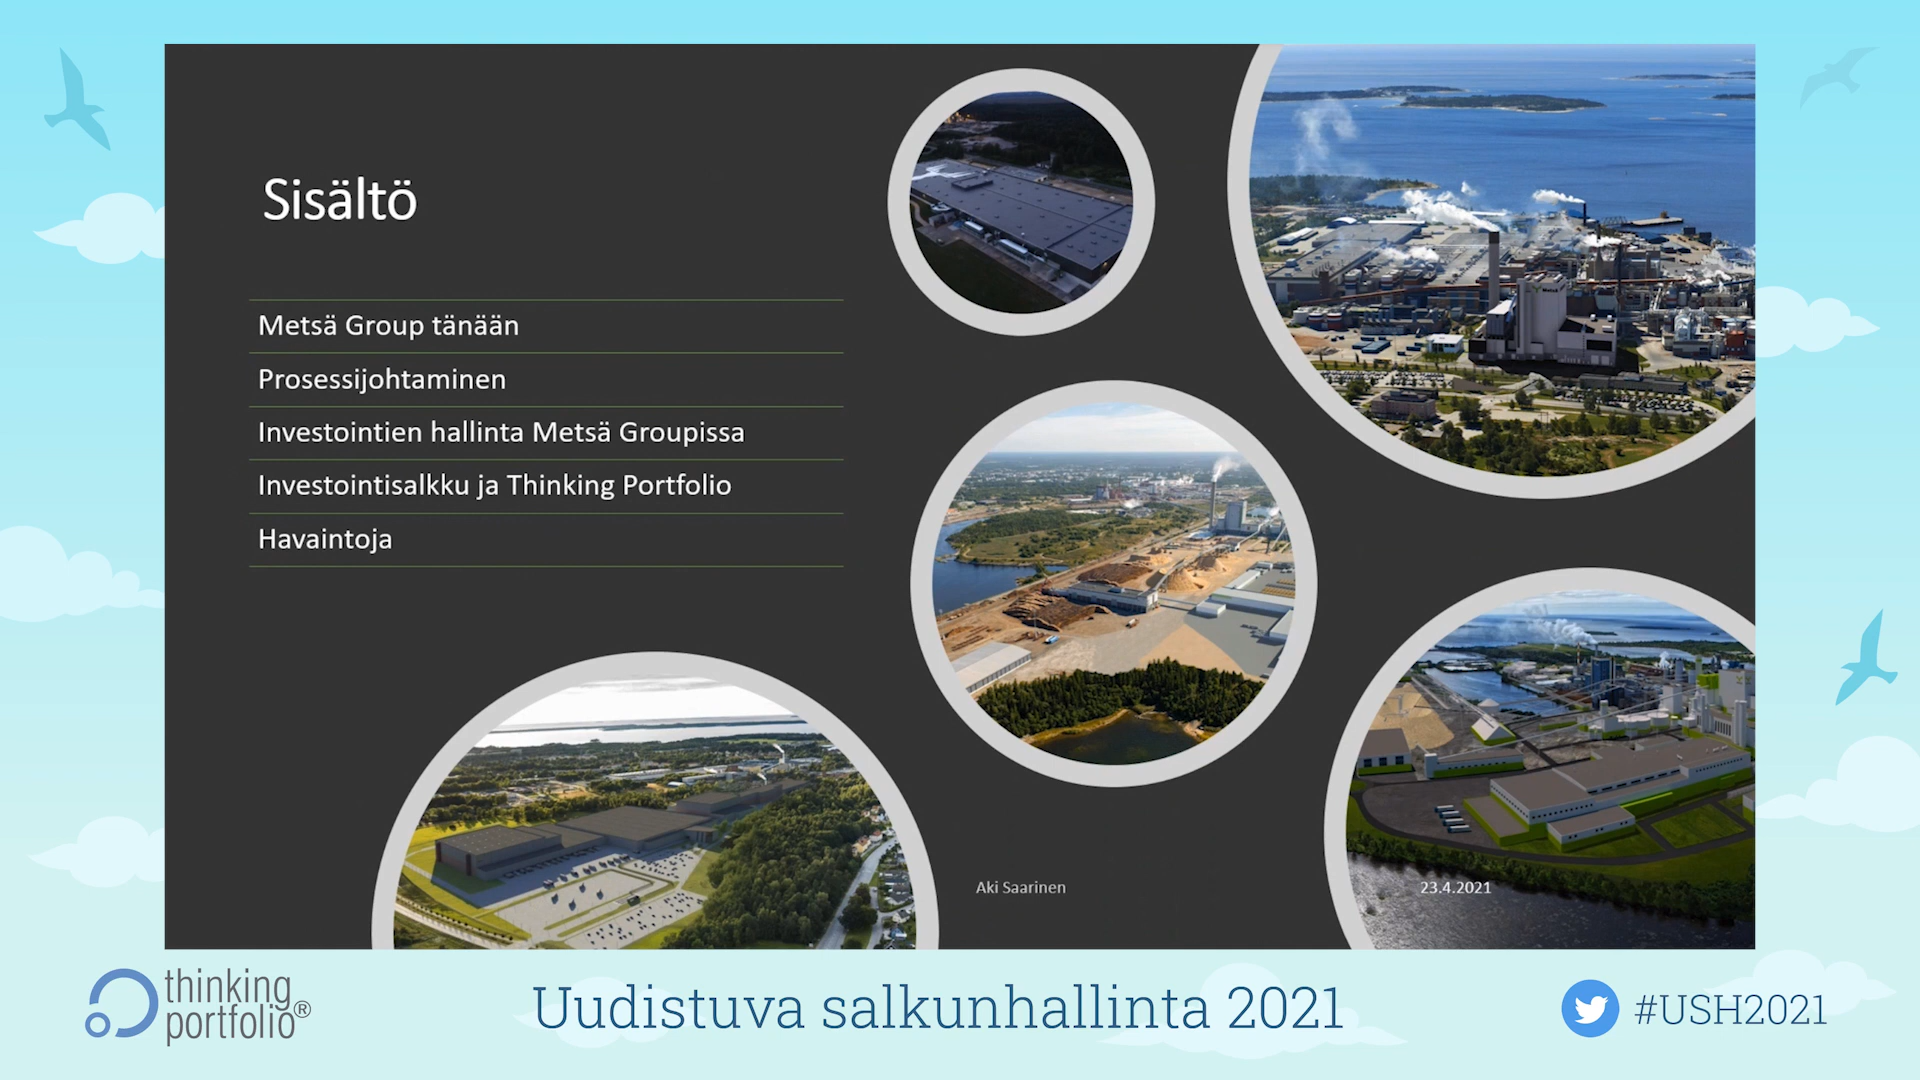 Sisältö
Metsä Group tänään
Prosessijohtaminen
Investointien hallinta Metsä Groupissa
Investointisalkku ja Thinking Portfolio
Havaintoja
Aki Saarinen
23.4.2021
thinking
portfolio®
Uudistuva salkunhallinta 2021
#USH2021